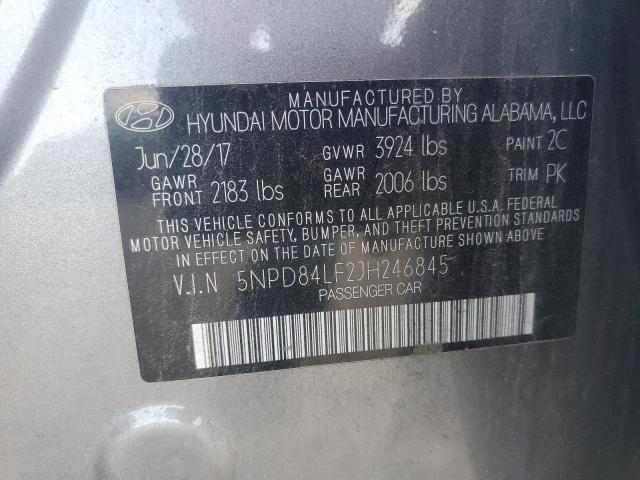 MANUFACTURED BY
HYUNDAI MOTOR MANUFACTURING ALABAMA, LLC
Jun/28/17 GVWR 3924 lbs PAINT 2C
GAWR FRONT 2183 lbs GAWR REAR 2006 lbs TRIM PK
THIS VEHICLE CONFORMS TO ALL APPLICABLE U.S.A. FEDERAL
MOTOR VEHICLE SAFETY, BUMPER, AND THEFT PREVENTION STANDARDS
IN EFFECT ON THE DATE OF MANUFACTURE SHOWN ABOVE.
V.I.N 5NPD84LF2JH246845
PASSENGER CAR